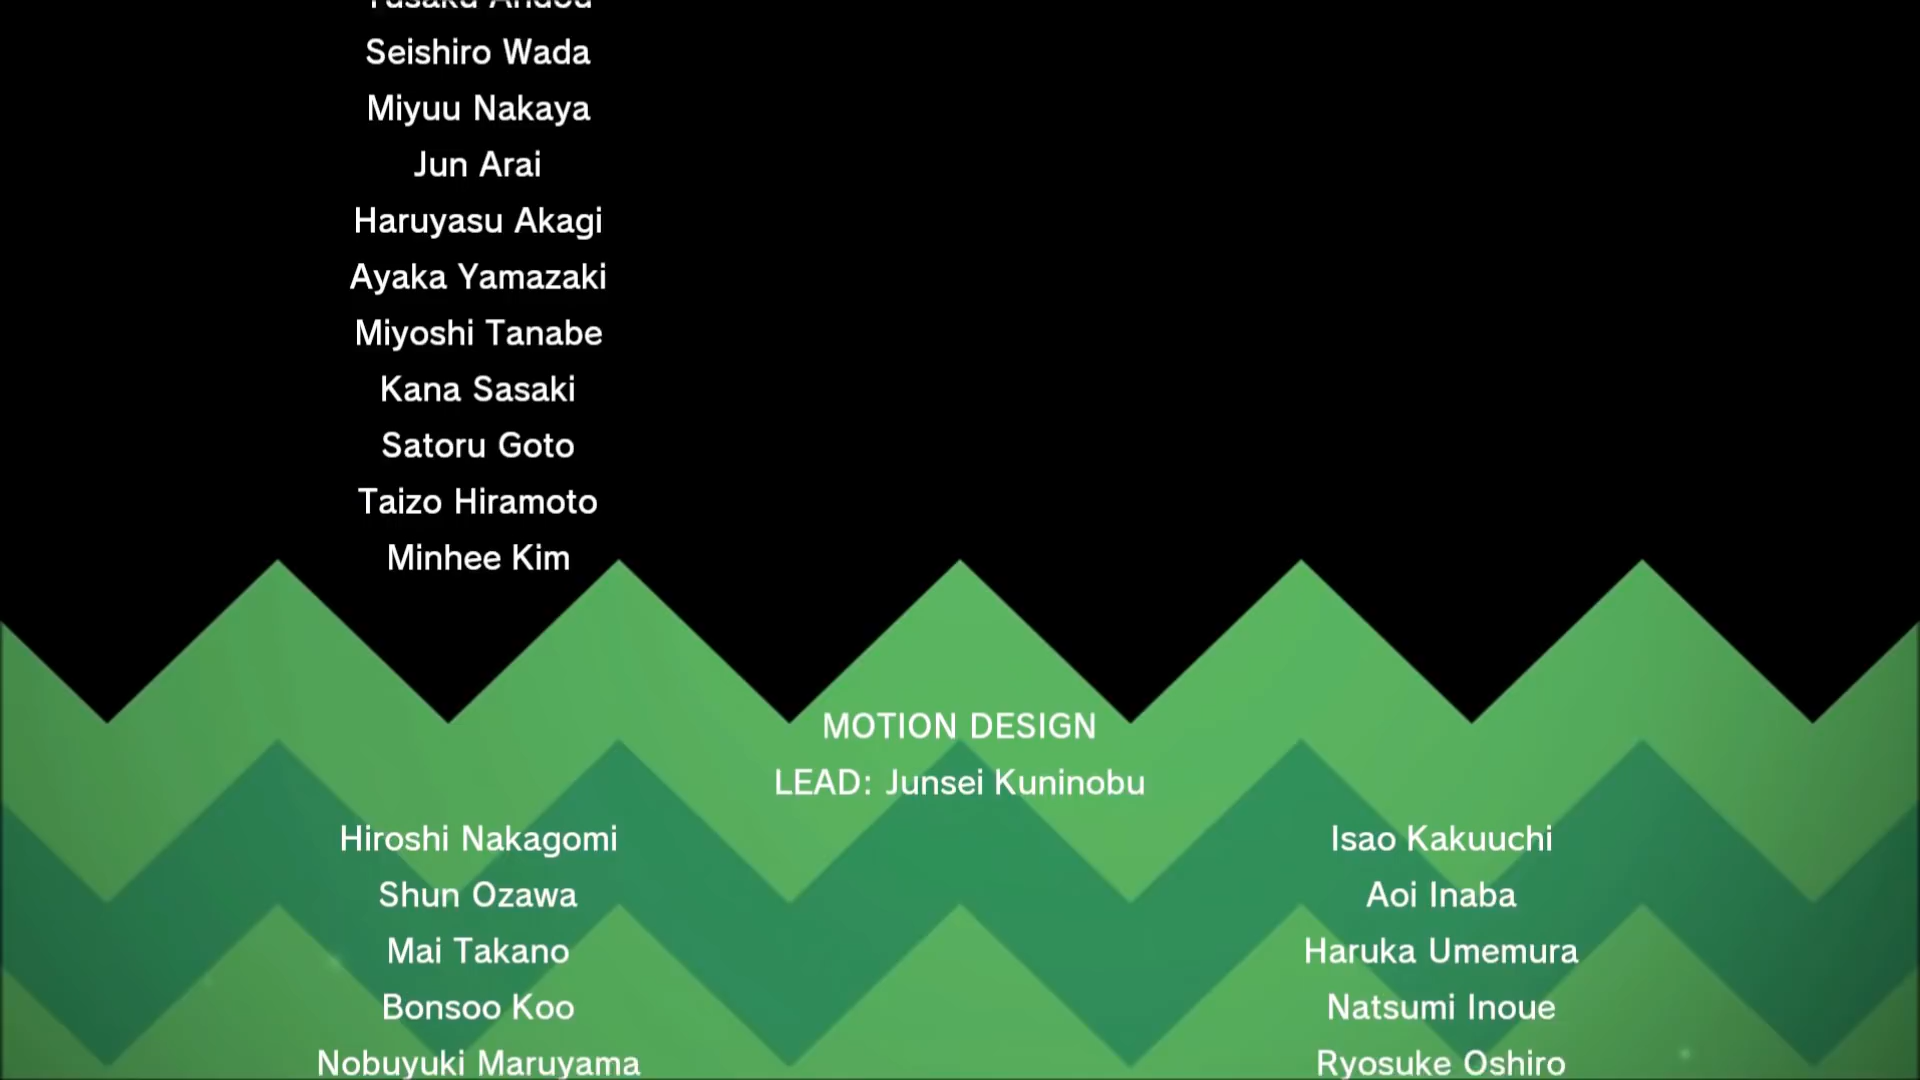 Seishiro Wada
Miyuu Nakaya
Jun Arai
Haruyasu Akagi
Ayaka Yamazaki
Miyoshi Tanabe
Kana Sasaki
Satoru Goto
Taizo Hiramoto
Minhee Kim
MOTION DESIGN
LEAD: Junsei Kuninobu
Hiroshi Nakagomi Isao Kakuuchi
Shun Ozawa Aoi Inaba
Mai Takano Haruka Umemura
Bonsoo Koo Natsumi Inoue
Nobuyuki Maruyama Ryosuke Oshiro